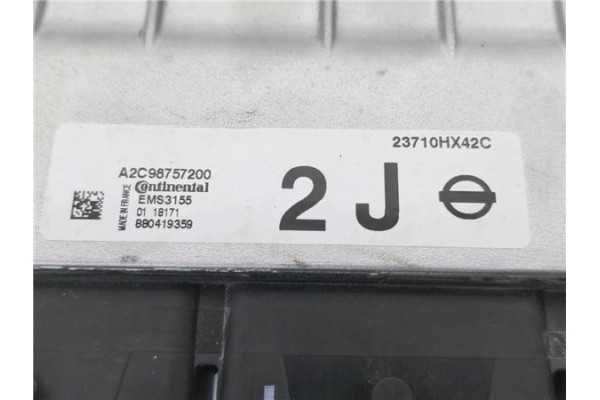 23710HX42C
A2C98757200
Continental
EMS3155
01 18171
880419359
MADE IN FRANCE
2 J